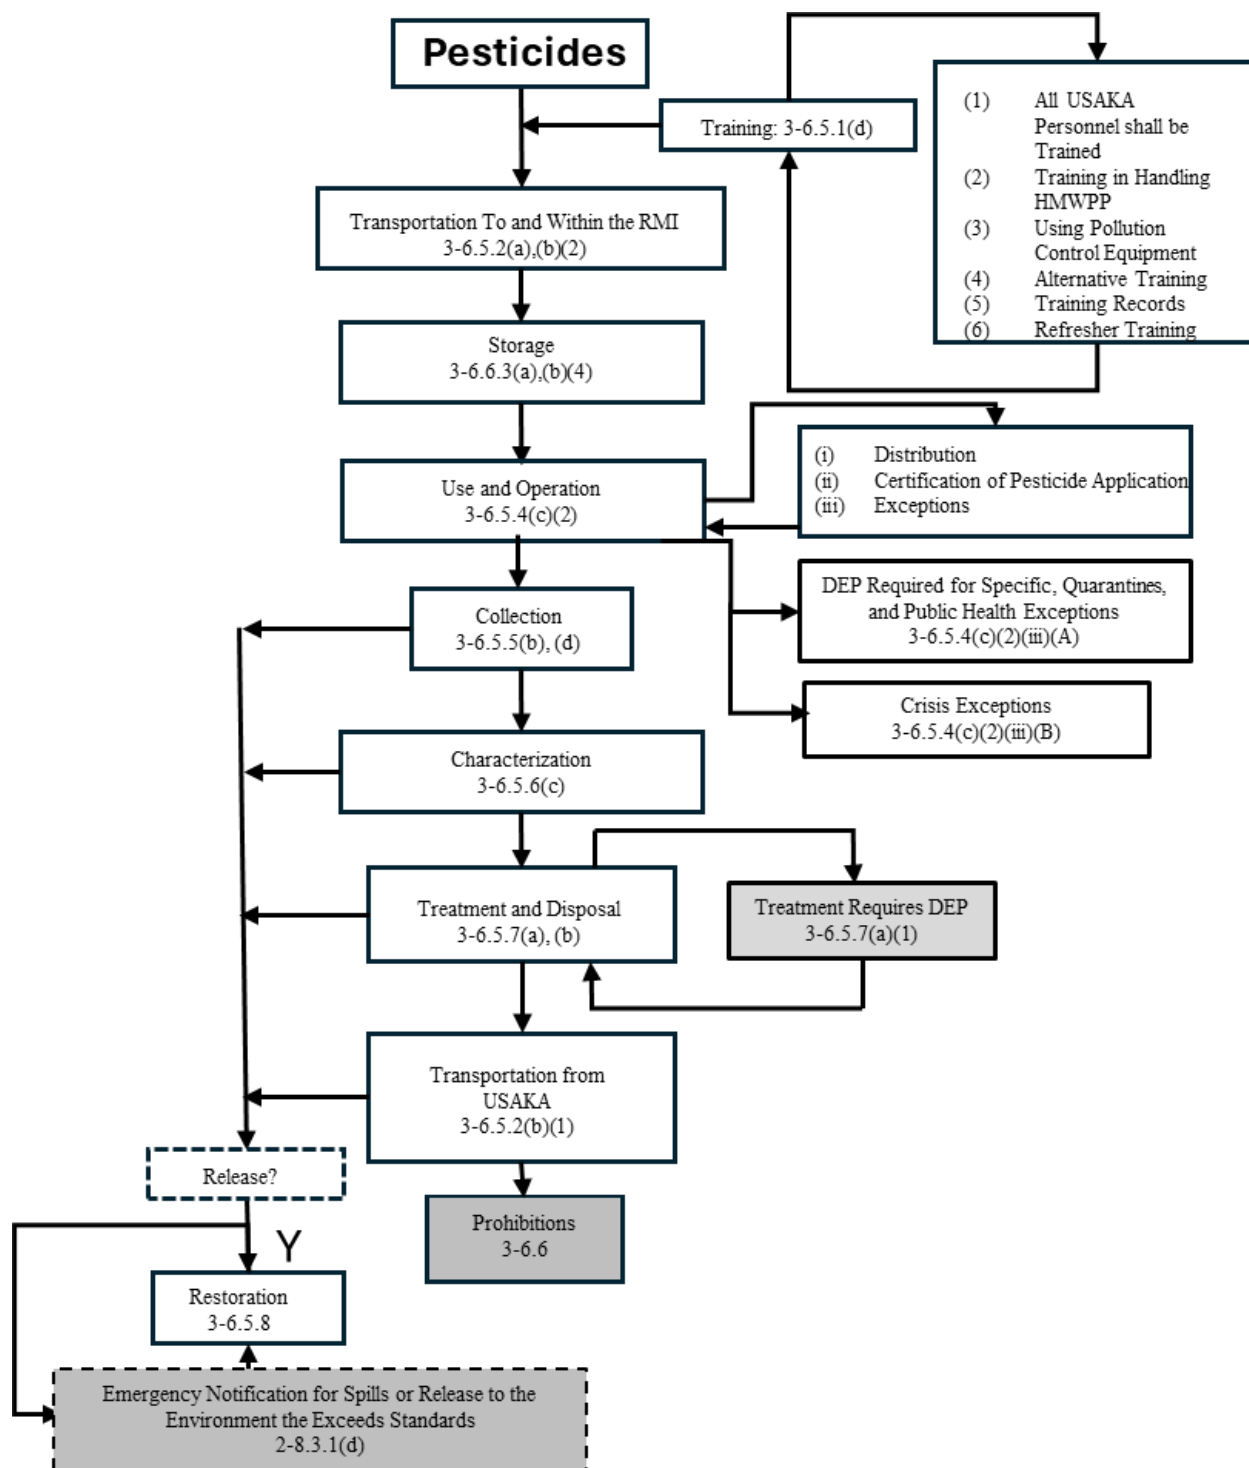 Pesticides
Training: 3-6.5.1(d)
(1) All USAKA
Personnel shall be
Trained
(2) Training in Handling
HMWPP
(3) Using Pollution
Control Equipment
(4) Alternative Training
(5) Training Records
(6) Refresher Training
Transportation To and Within the RMI
3-6.5.2(a),(b)(2)
Storage
3-6.6.3(a),(b)(4)
Use and Operation
3-6.5.4(c)(2)
(i) Distribution
(ii) Certification of Pesticide Application
(iii) Exceptions
DEP Required for Specific, Quarantines,
and Public Health Exceptions
3-6.5.4(c)(2)(iii)(A)
Collection
3-6.5.5(b), (d)
Crisis Exceptions
3-6.5.4(c)(2)(iii)(B)
Characterization
3-6.5.6(c)
Treatment and Disposal
3-6.5.7(a), (b)
Treatment Requires DEP
3-6.5.7(a)(1)
Transportation from
USAKA
3-6.5.2(b)(1)
Release?
Prohibitions
3-6.6
Y
Restoration
3-6.5.8
Emergency Notification for Spills or Release to the
Environment the Exceeds Standards
2-8.3.1(d)